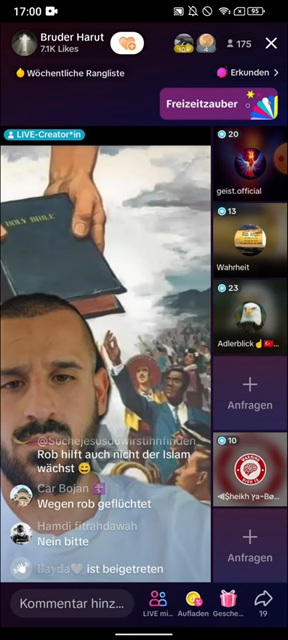 17:00
95
Bruder Harut
7.1K Likes
175
Wöchentliche Rangliste
Erkunden
Freizeitzauber
LIVE-Creator*in
20
geist.official
HOLY BIBLE
13
Wahrheit
23
Adlerblick
Anfragen
@Suchejesusduwirstihnfinden
Rob hilft auch nicht der Islam
wächst
Car Bojan
Wegen rob geflüchtet
Hamdi fitrahdawah
Nein bitte
ist beigetreten
10
Anfragen
Kommentar hinz...
LIVE mi...
Aufladen
Gesche...
19